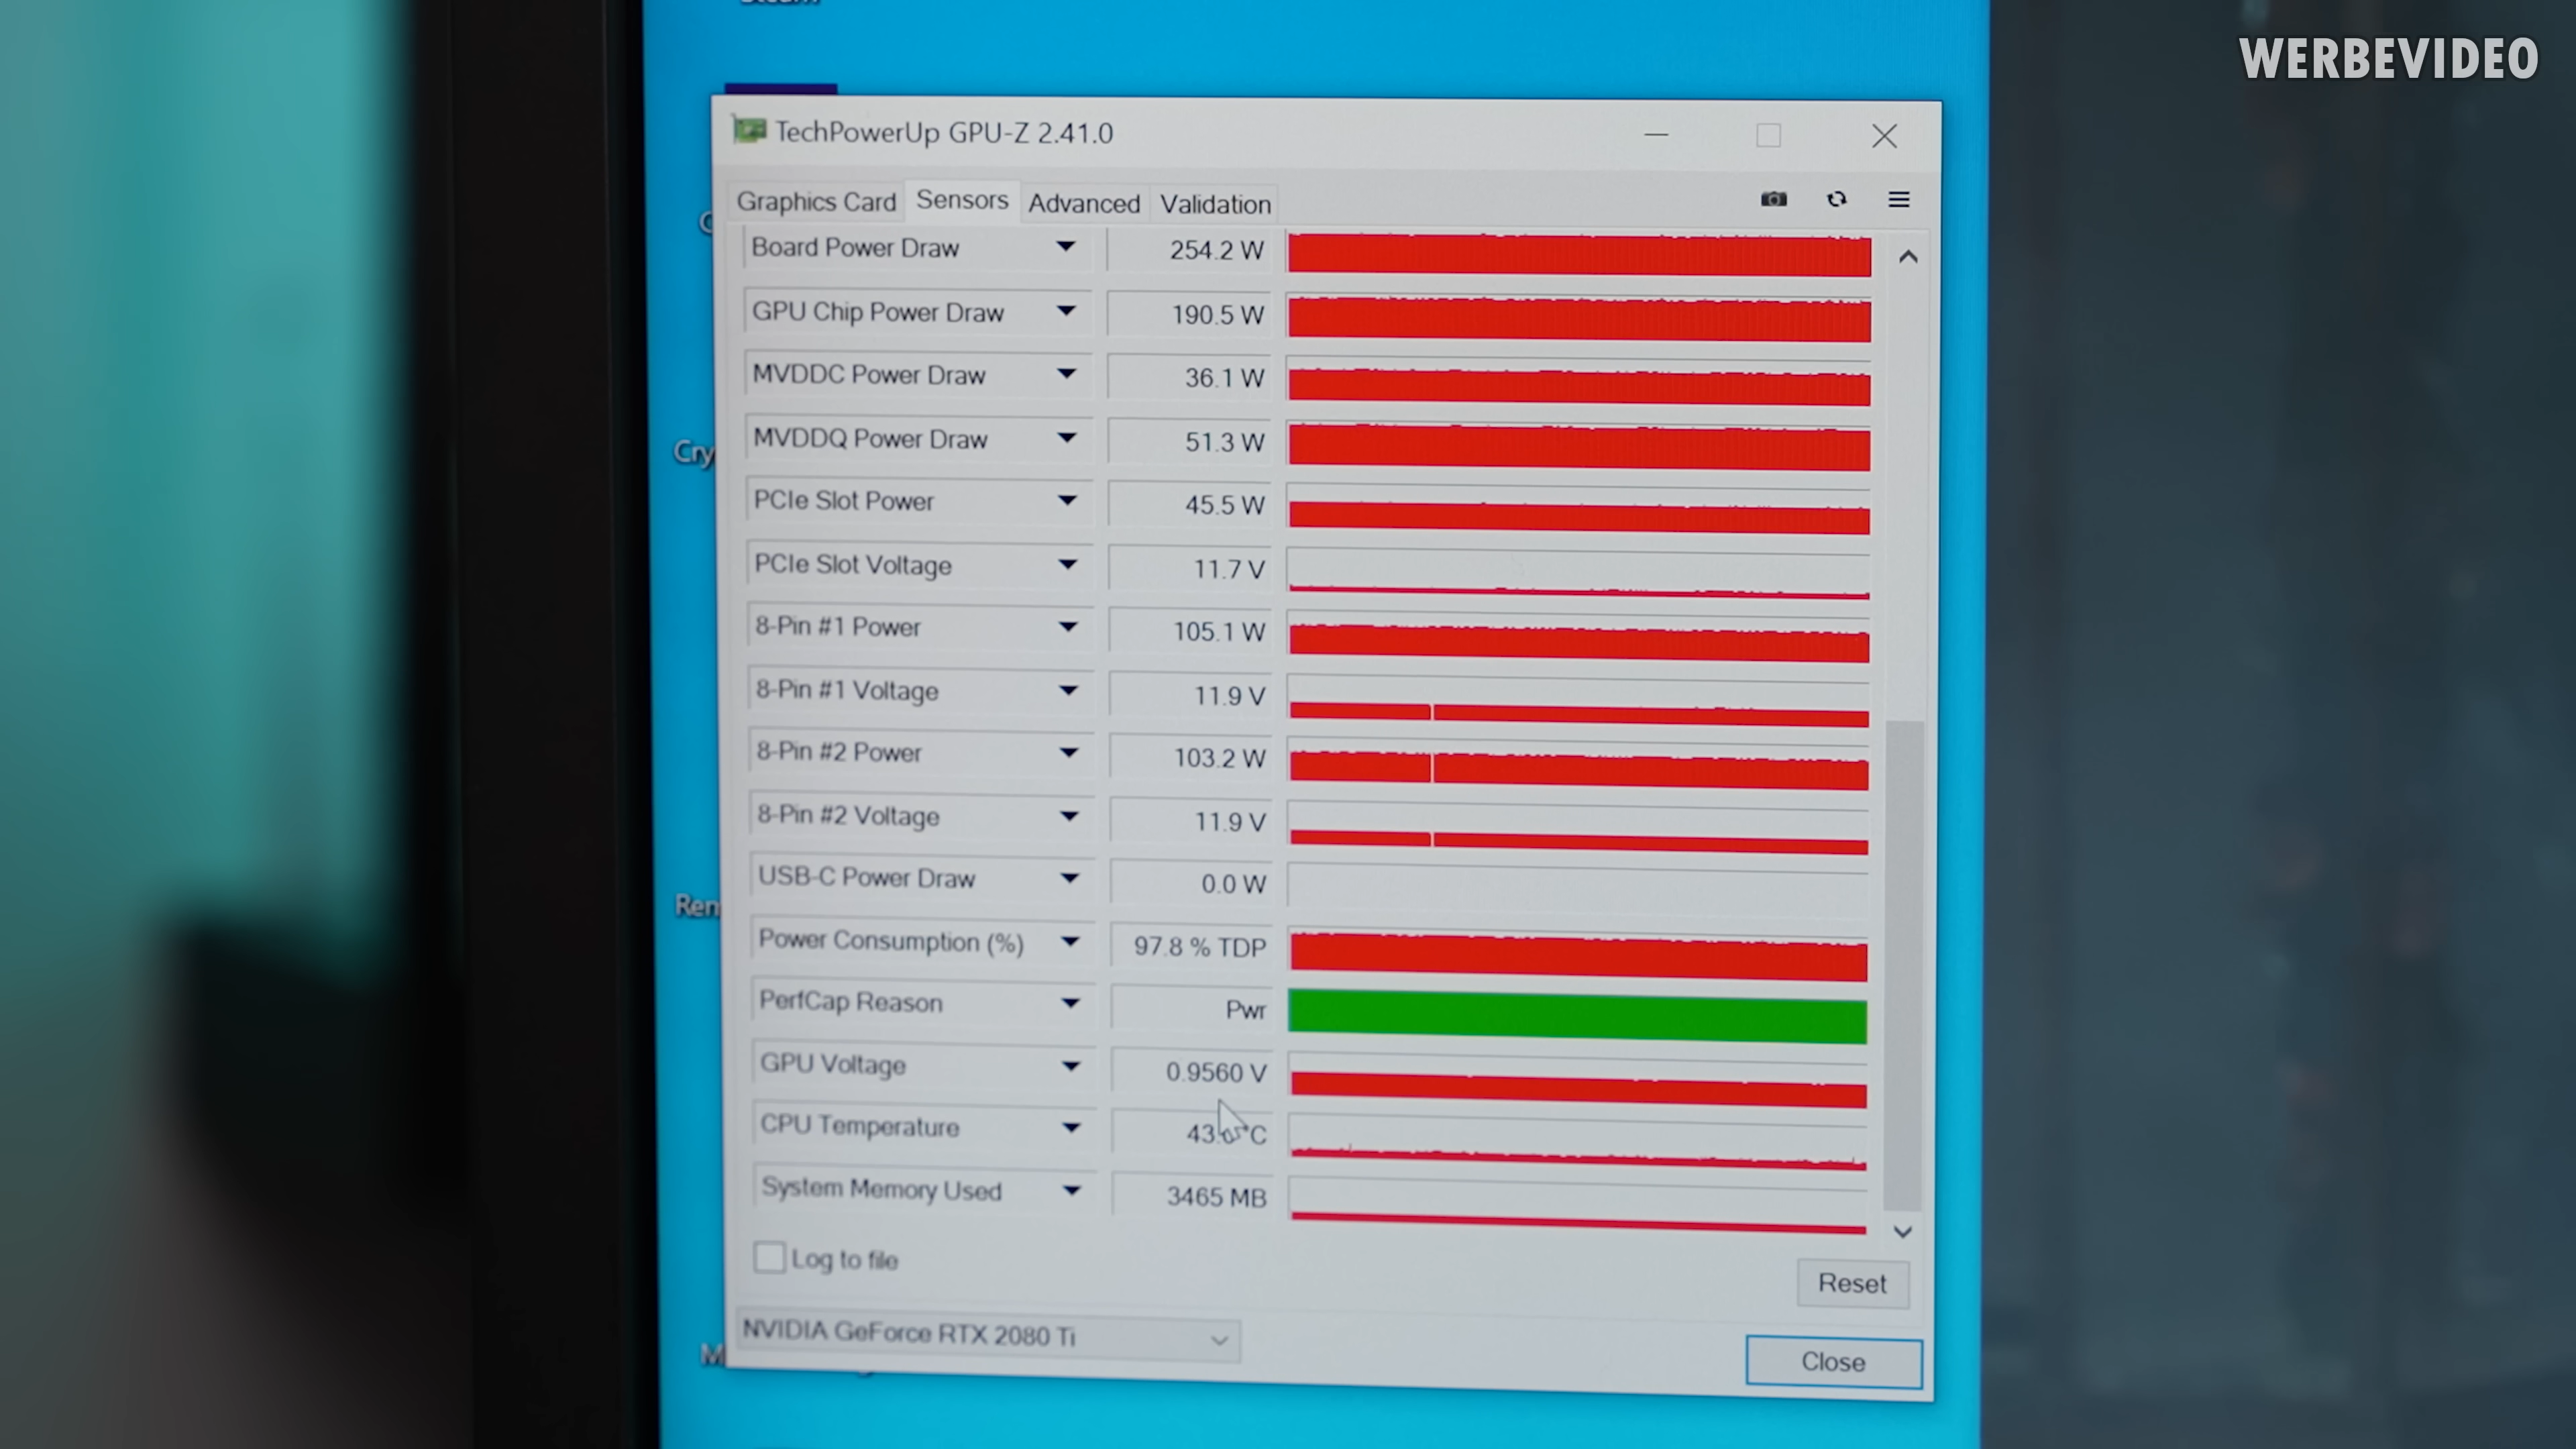 Steam
WERBEVIDEO
TechPowerUp GPU-Z 2.41.0
Graphics Card Sensors Advanced Validation
Board Power Draw 254.2 W
GPU Chip Power Draw 190.5 W
MVDDC Power Draw 36.1 W
MVDDQ Power Draw 51.3 W
PCIe Slot Power 45.5 W
PCIe Slot Voltage 11.7 V
8-Pin #1 Power 105.1 W
8-Pin #1 Voltage 11.9 V
8-Pin #2 Power 103.2 W
8-Pin #2 Voltage 11.9 V
USB-C Power Draw 0.0 W
Power Consumption (%) 97.8 % TDP
PerfCap Reason Pwr
GPU Voltage 0.9560 V
CPU Temperature
System Memory Used 3465 MB
Log to file
Reset
NVIDIA GeForce RTX 2080 Ti
Close
Cry
Ren